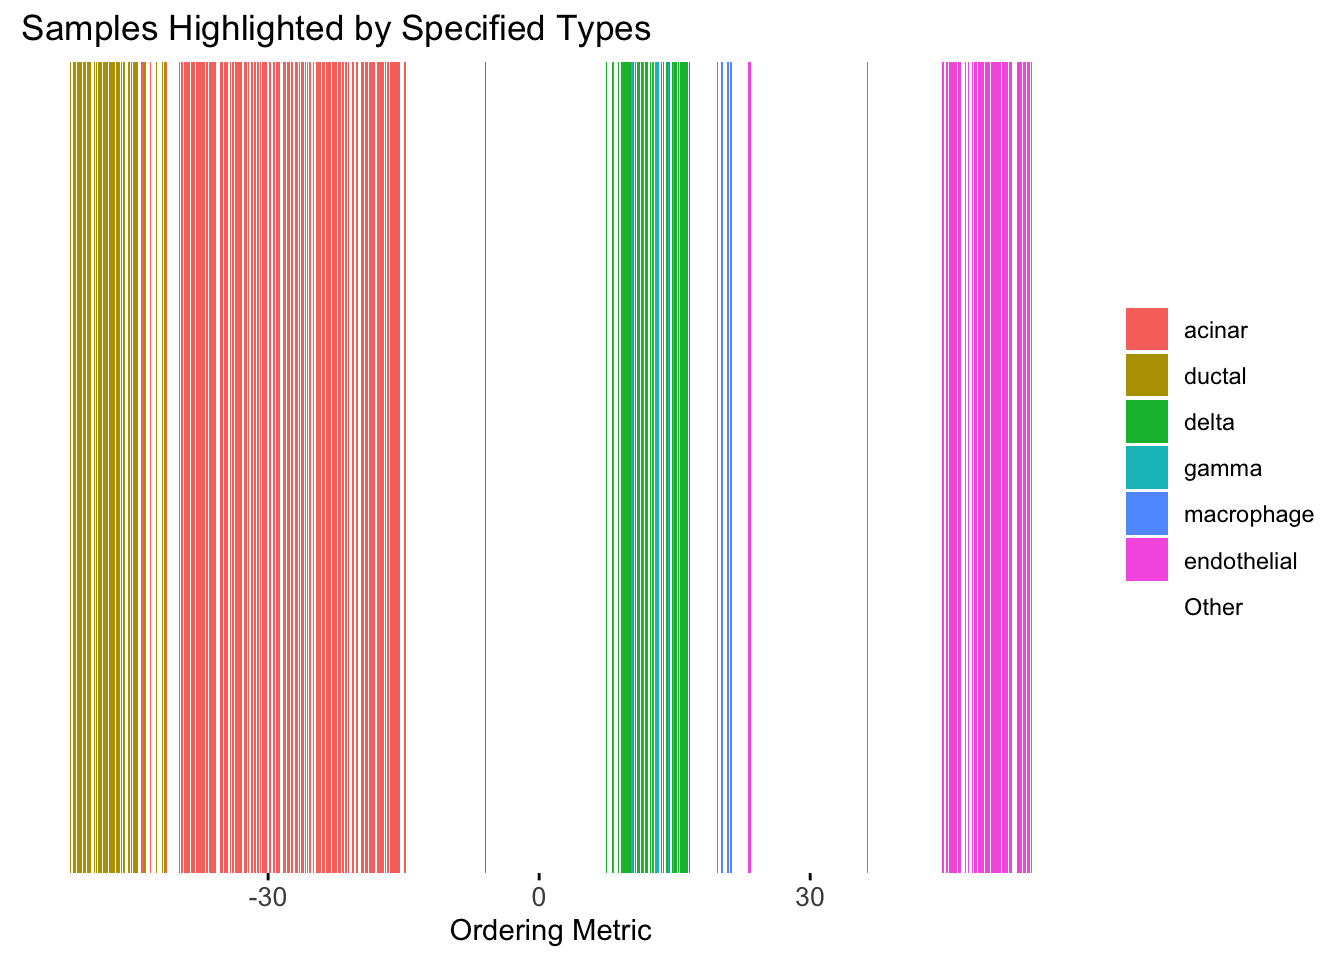 Samples Highlighted by Specified Types
acinar
ductal
delta
gamma
macrophage
endothelial
Other
-30
0
30
Ordering Metric